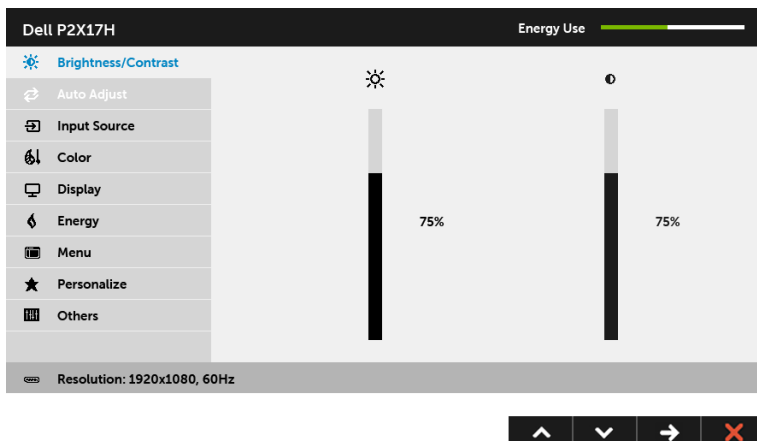 Dell P2X17H
Energy Use
Brightness/Contrast
Auto Adjust
Input Source
Color
Display
Energy
75%
75%
Menu
Personalize
Others
Resolution: 1920x1080, 60Hz